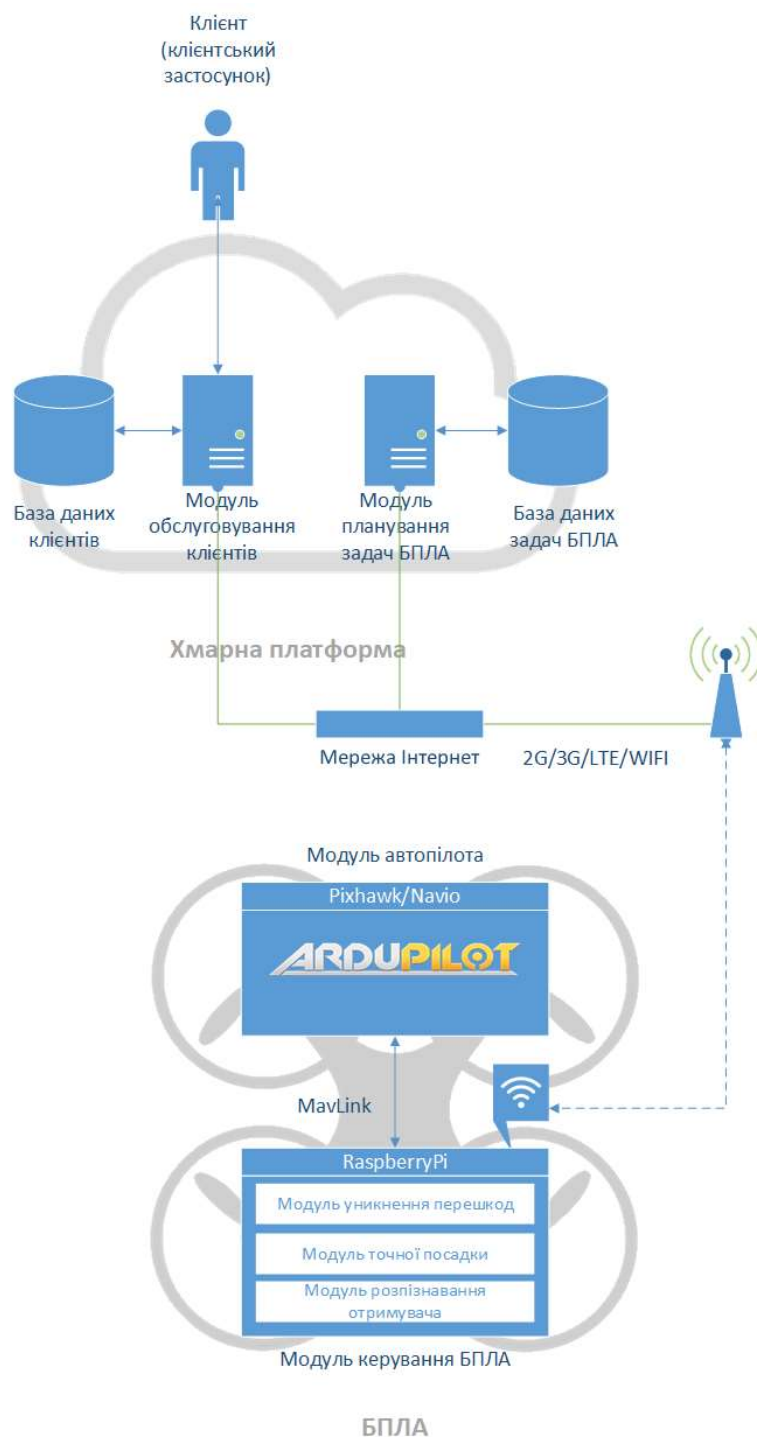 Клієнт
(клієнтський
застосунок)
База даних
клієнтів
Модуль
обслуговування
клієнтів
Модуль
планування
задач БПЛА
База даних
задач БПЛА
Хмарна платформа
Мережа Інтернет
2G/3G/LTE/WIFI
Модуль автопілота
Pixhawk/Navio
ARDUPILOT
MavLink
RaspberryPi
Модуль уникнення перешкод
Модуль точної посадки
Модуль розпізнавання
отримувача
Модуль керування БПЛА
БПЛА